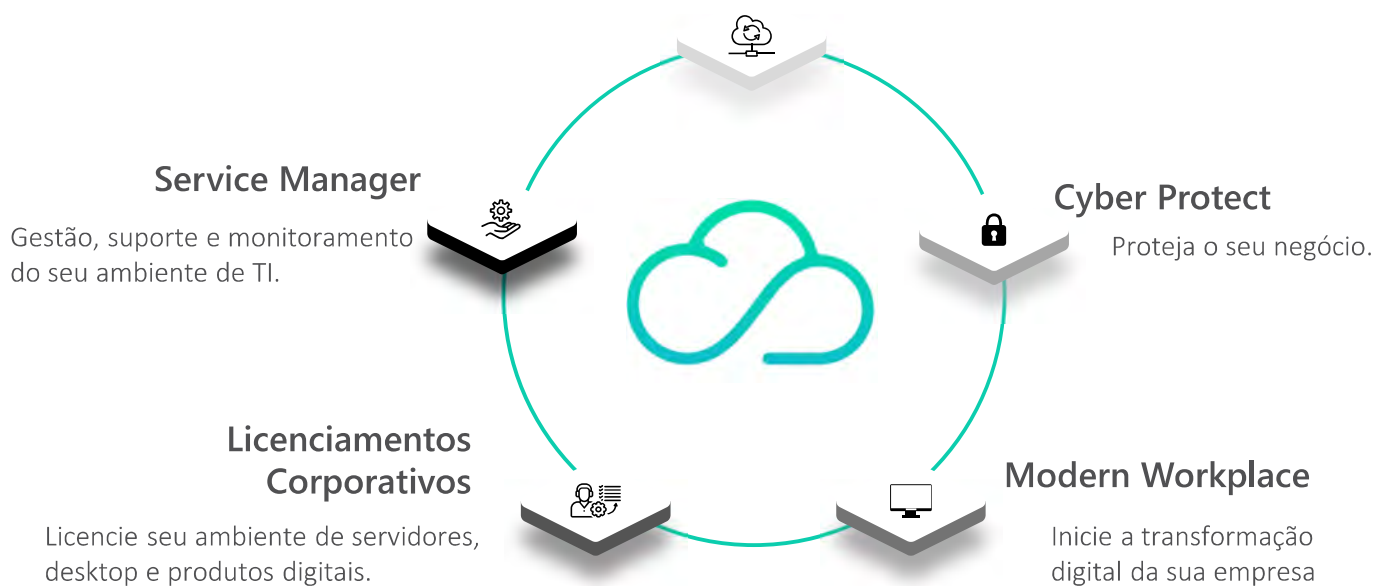 Service Manager
Gestão, suporte e monitoramento
do seu ambiente de TI.
Cyber Protect
Proteja o seu negócio.
Licenciamentos
Corporativos
Licencie seu ambiente de servidores,
desktop e produtos digitais.
Modern Workplace
Inicie a transformação
digital da sua empresa